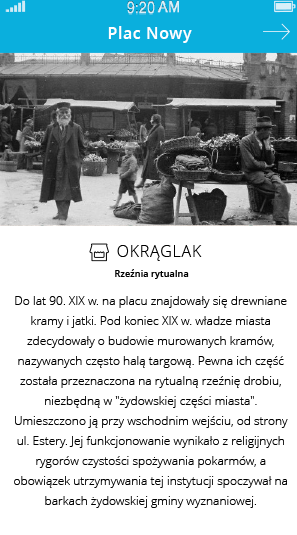 9:20 AM
Plac Nowy
OKRĄGLAK
Rzeźnia rytualna
Do lat 90. XIX w. na placu znajdowały się drewniane
kramy i jatki. Pod koniec XIX w. władze miasta
zdecydowały o budowie murowanych kramów,
nazywanych często halą targową. Pewna ich część
została przeznaczona na rytualną rzeźnię drobiu,
niezbędną w "żydowskiej części miasta".
Umieszczono ją przy wschodnim wejściu, od strony
ul. Estery. Jej funkcjonowanie wynikało z religijnych
rygorów czystości spożywania pokarmów, a
obowiązek utrzymywania tej instytucji spoczywał na
barkach żydowskiej gminy wyznaniowej.